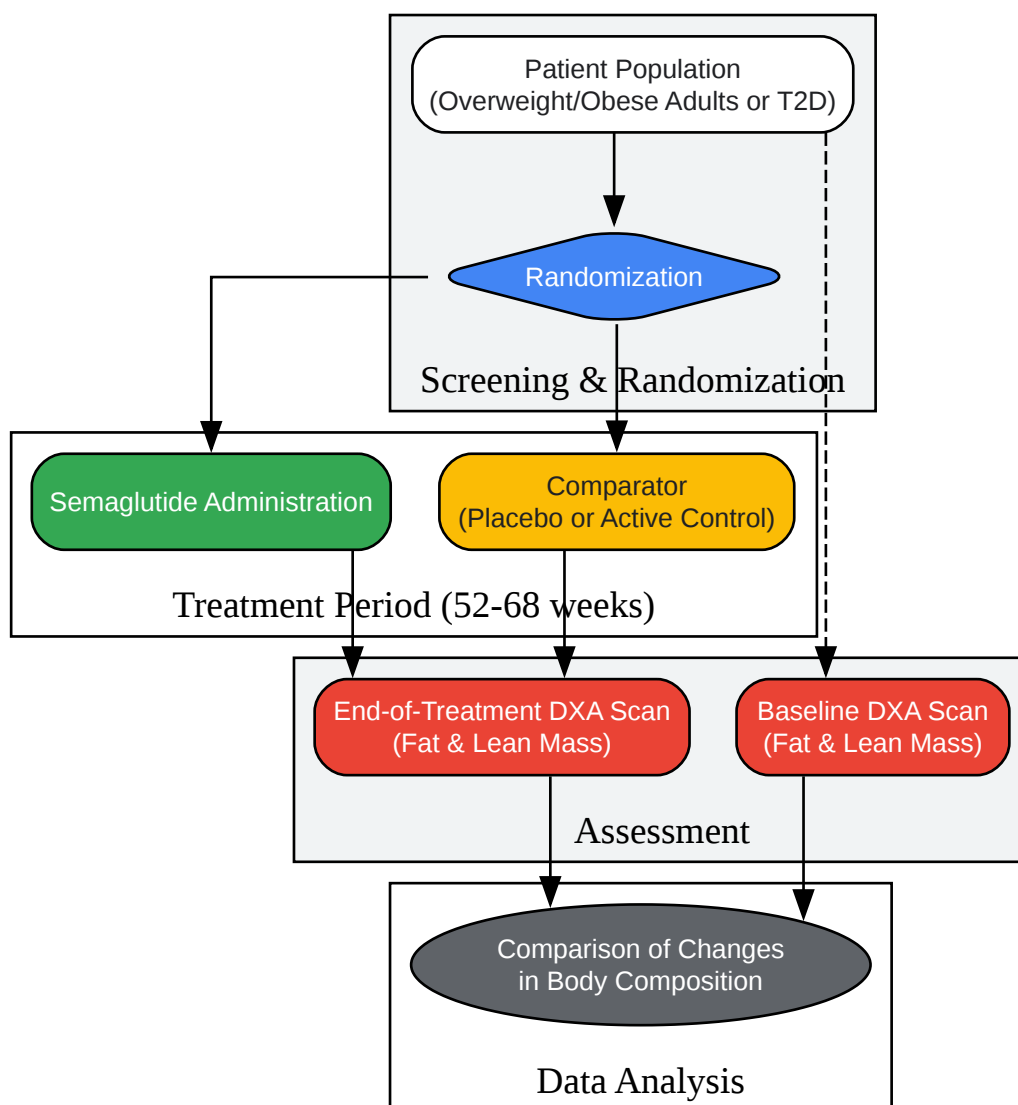 Patient Population
(Overweight/Obese Adults or T2D)
Randomization
Screening & Randomization
Semaglutide Administration
Comparator
(Placebo or Active Control)
Treatment Period (52-68 weeks)
End-of-Treatment DXA Scan
(Fat & Lean Mass)
Baseline DXA Scan
(Fat & Lean Mass)
Assessment
Comparison of Changes
in Body Composition
Data Analysis